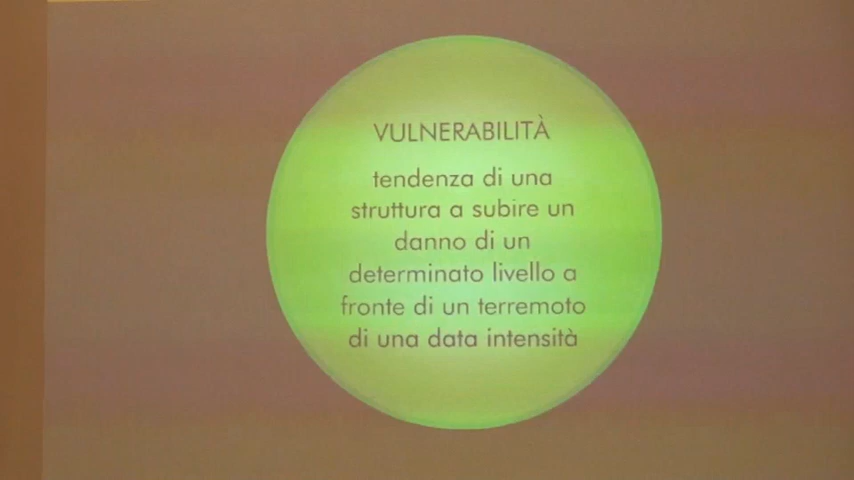 VULNERABILITÀ
tendenza di una
struttura a subire un
danno di un
determinato livello a
fronte di un terremoto
di una data intensità